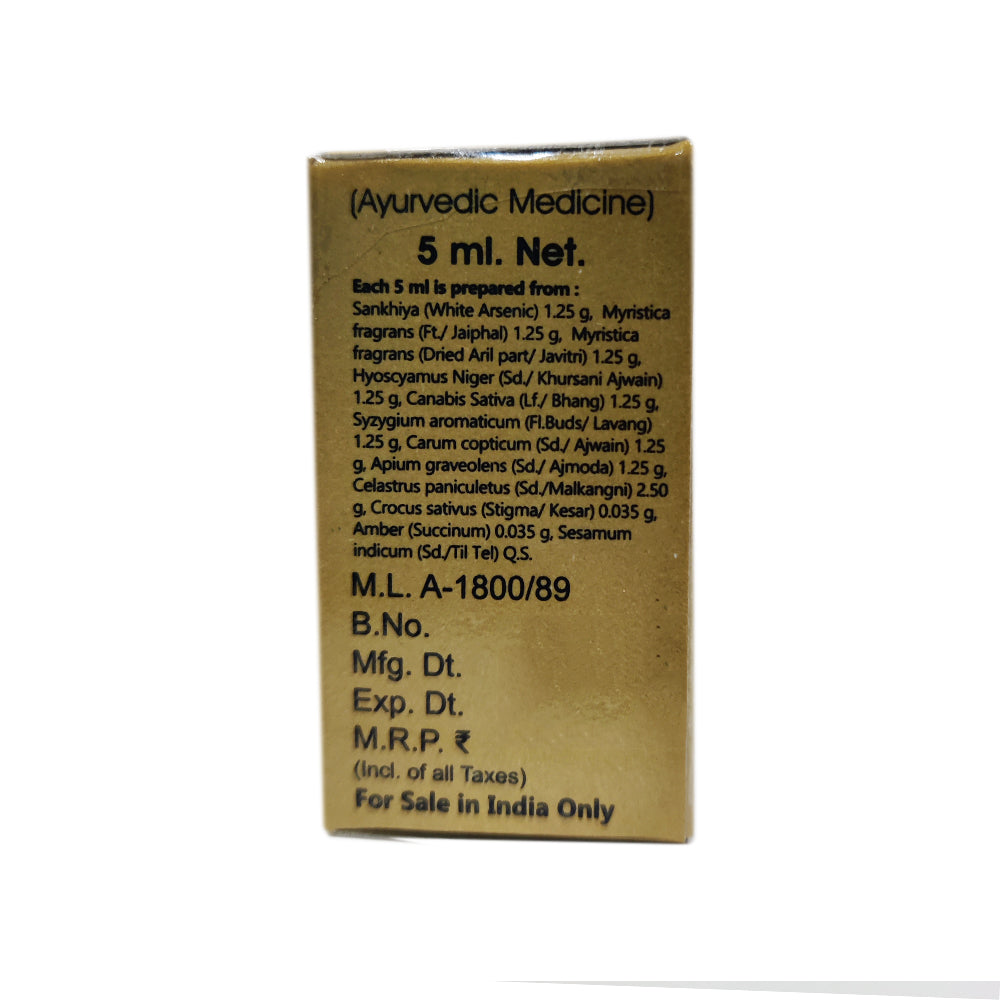 (Ayurvedic Medicine)
5 ml. Net.
Each 5 ml is prepared from :
Sankhiya (White Arsenic) 1.25 g, Myristica
fragrans (Ft./ Jaiphal) 1.25 g, Myristica
fragrans (Dried Aril part/ Javitri) 1.25 g,
Hyoscyamus Niger (Sd./ Khursani Ajwain)
1.25 g, Canabis Sativa (Lf./ Bhang) 1.25 g,
Syzygium aromaticum (Fl.Buds/ Lavang)
1.25 g, Carum copticum (Sd./ Ajwain) 1.25
g, Apium graveolens (Sd./ Ajmoda) 1.25 g,
Celastrus paniculetus (Sd./Malkangni) 2.50
g, Crocus sativus (Stigma/ Kesar) 0.035 g,
Amber (Succinum) 0.035 g, Sesamum
indicum (Sd./Til Tel) Q.S.
M.L. A-1800/89
B.No.
Mfg. Dt.
Exp. Dt.
M.R.P. ₹
(Incl. of all Taxes)
For Sale in India Only